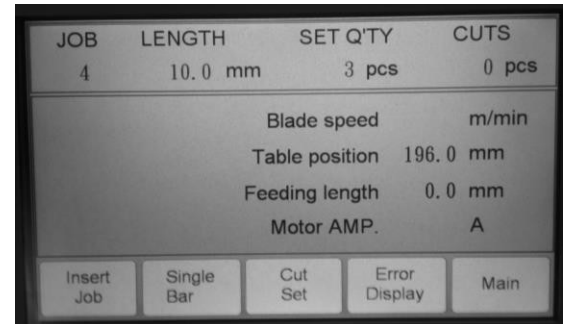 JOB LENGTH SET Q'TY CUTS
4 10.0 mm 3 pcs 0 pcs
Blade speed m/min
Table position 196.0 mm
Feeding length 0.0 mm
Motor AMP. A
Insert Job
Single Bar
Cut Set
Error Display
Main